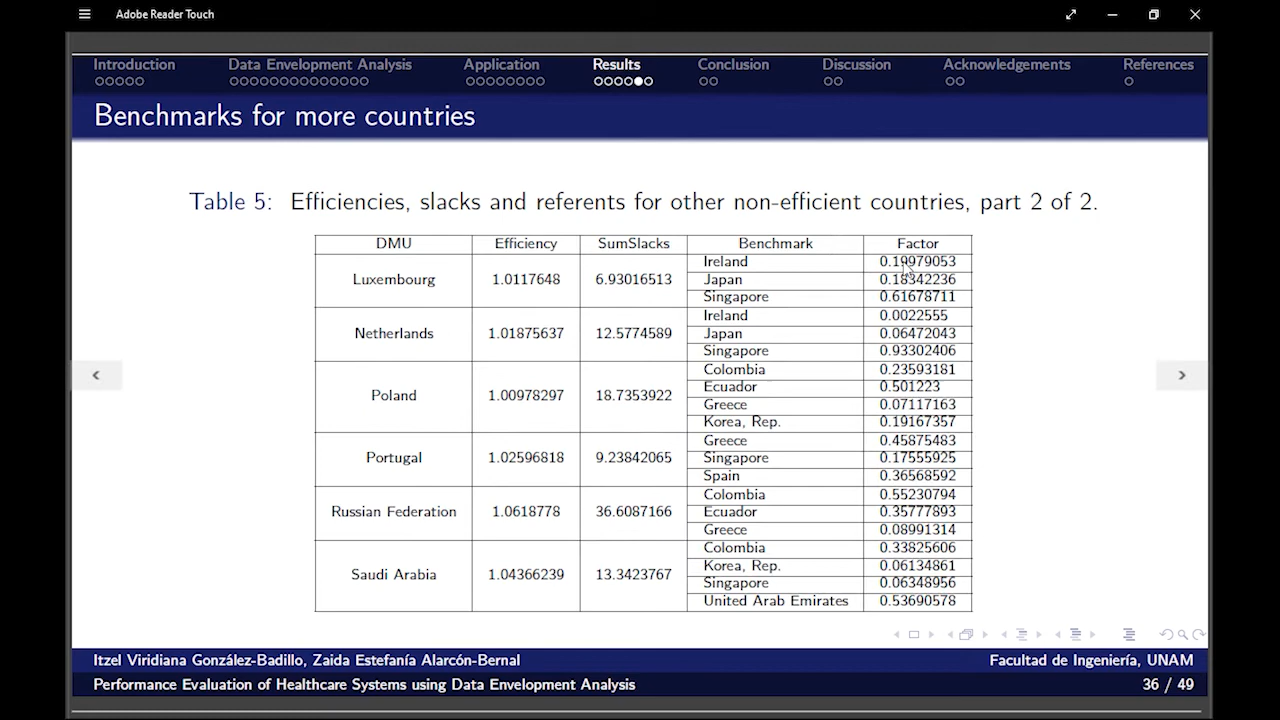 Adobe Reader Touch
Introduction Data Envelopment Analysis Application Results Conclusion Discussion Acknowledgements References
Benchmarks for more countries
Table 5: Efficiencies, slacks and referents for other non-efficient countries, part 2 of 2.
DMU Efficiency SumSlacks Benchmark Factor
Luxembourg 1.0117648 6.93016513 Ireland 0.19979053
Japan 0.18342236
Singapore 0.61678711
Netherlands 1.01875637 12.5774589 Ireland 0.0022555
Japan 0.06472043
Singapore 0.93302406
Poland 1.00978297 18.7353922 Colombia 0.23593181
Ecuador 0.501223
Greece 0.07117163
Korea, Rep. 0.19167357
Portugal 1.02596818 9.23842065 Greece 0.45875483
Singapore 0.17555925
Spain 0.36568592
Russian Federation 1.0618778 36.6087166 Colombia 0.55230794
Ecuador 0.35777893
Greece 0.08991314
Saudi Arabia 1.04366239 13.3423767 Colombia 0.33825606
Korea, Rep. 0.06134861
Singapore 0.06348956
United Arab Emirates 0.53690578
Itzel Viridiana González-Badillo, Zaida Estefanía Alarcón-Bernal Facultad de Ingeniería, UNAM
Performance Evaluation of Healthcare Systems using Data Envelopment Analysis 36 / 49